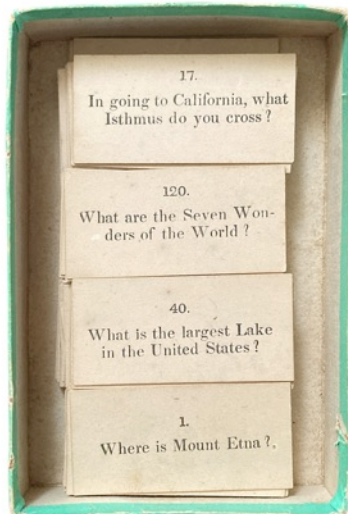 17.
In going to California, what
Isthmus do you cross?
120.
What are the Seven Won-
ders of the World?
40.
What is the largest Lake
in the United States?
1.
Where is Mount Etna?